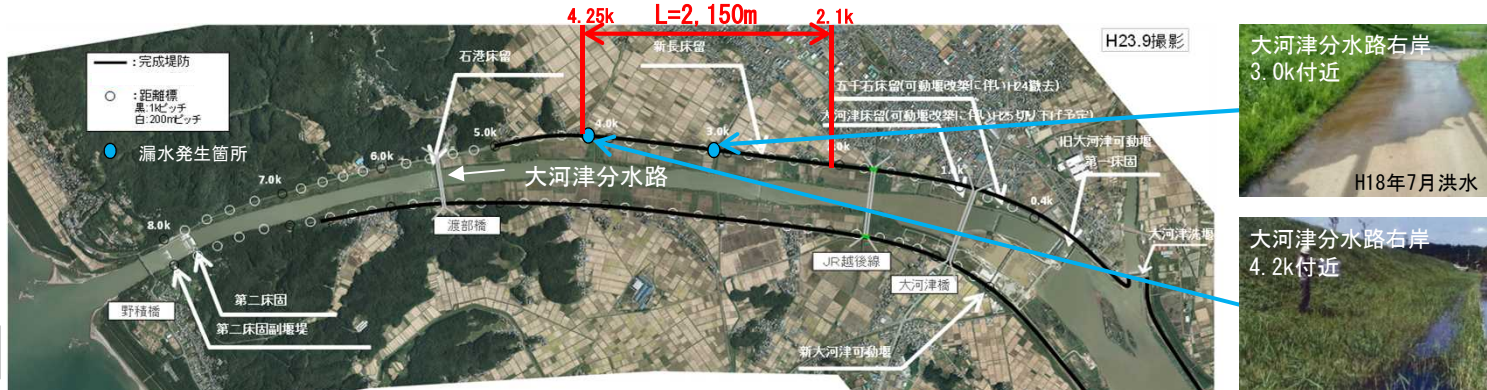 4.25k
L=2,150m
2.1k
H23.9撮影
:完成堤防
:距離標
黒:1kピッチ
白:200mピッチ
漏水発生箇所
石港床留
新長床留
五千石床留(可動堰改築に伴いH24撤去)
大河津床留(可動堰改築に伴いH25切り下げ予定)
旧大河津可動堰
第一床固
大河津洗堰
8.0k
7.0k
6.0k
5.0k
4.0k
3.0k
0.4k
大河津分水路
渡部橋
JR越後線
大河津橋
新大河津可動堰
野積橋
第二床固
第二床固副堰堤
大河津分水路右岸
3.0k付近
H18年7月洪水
大河津分水路右岸
4.2k付近